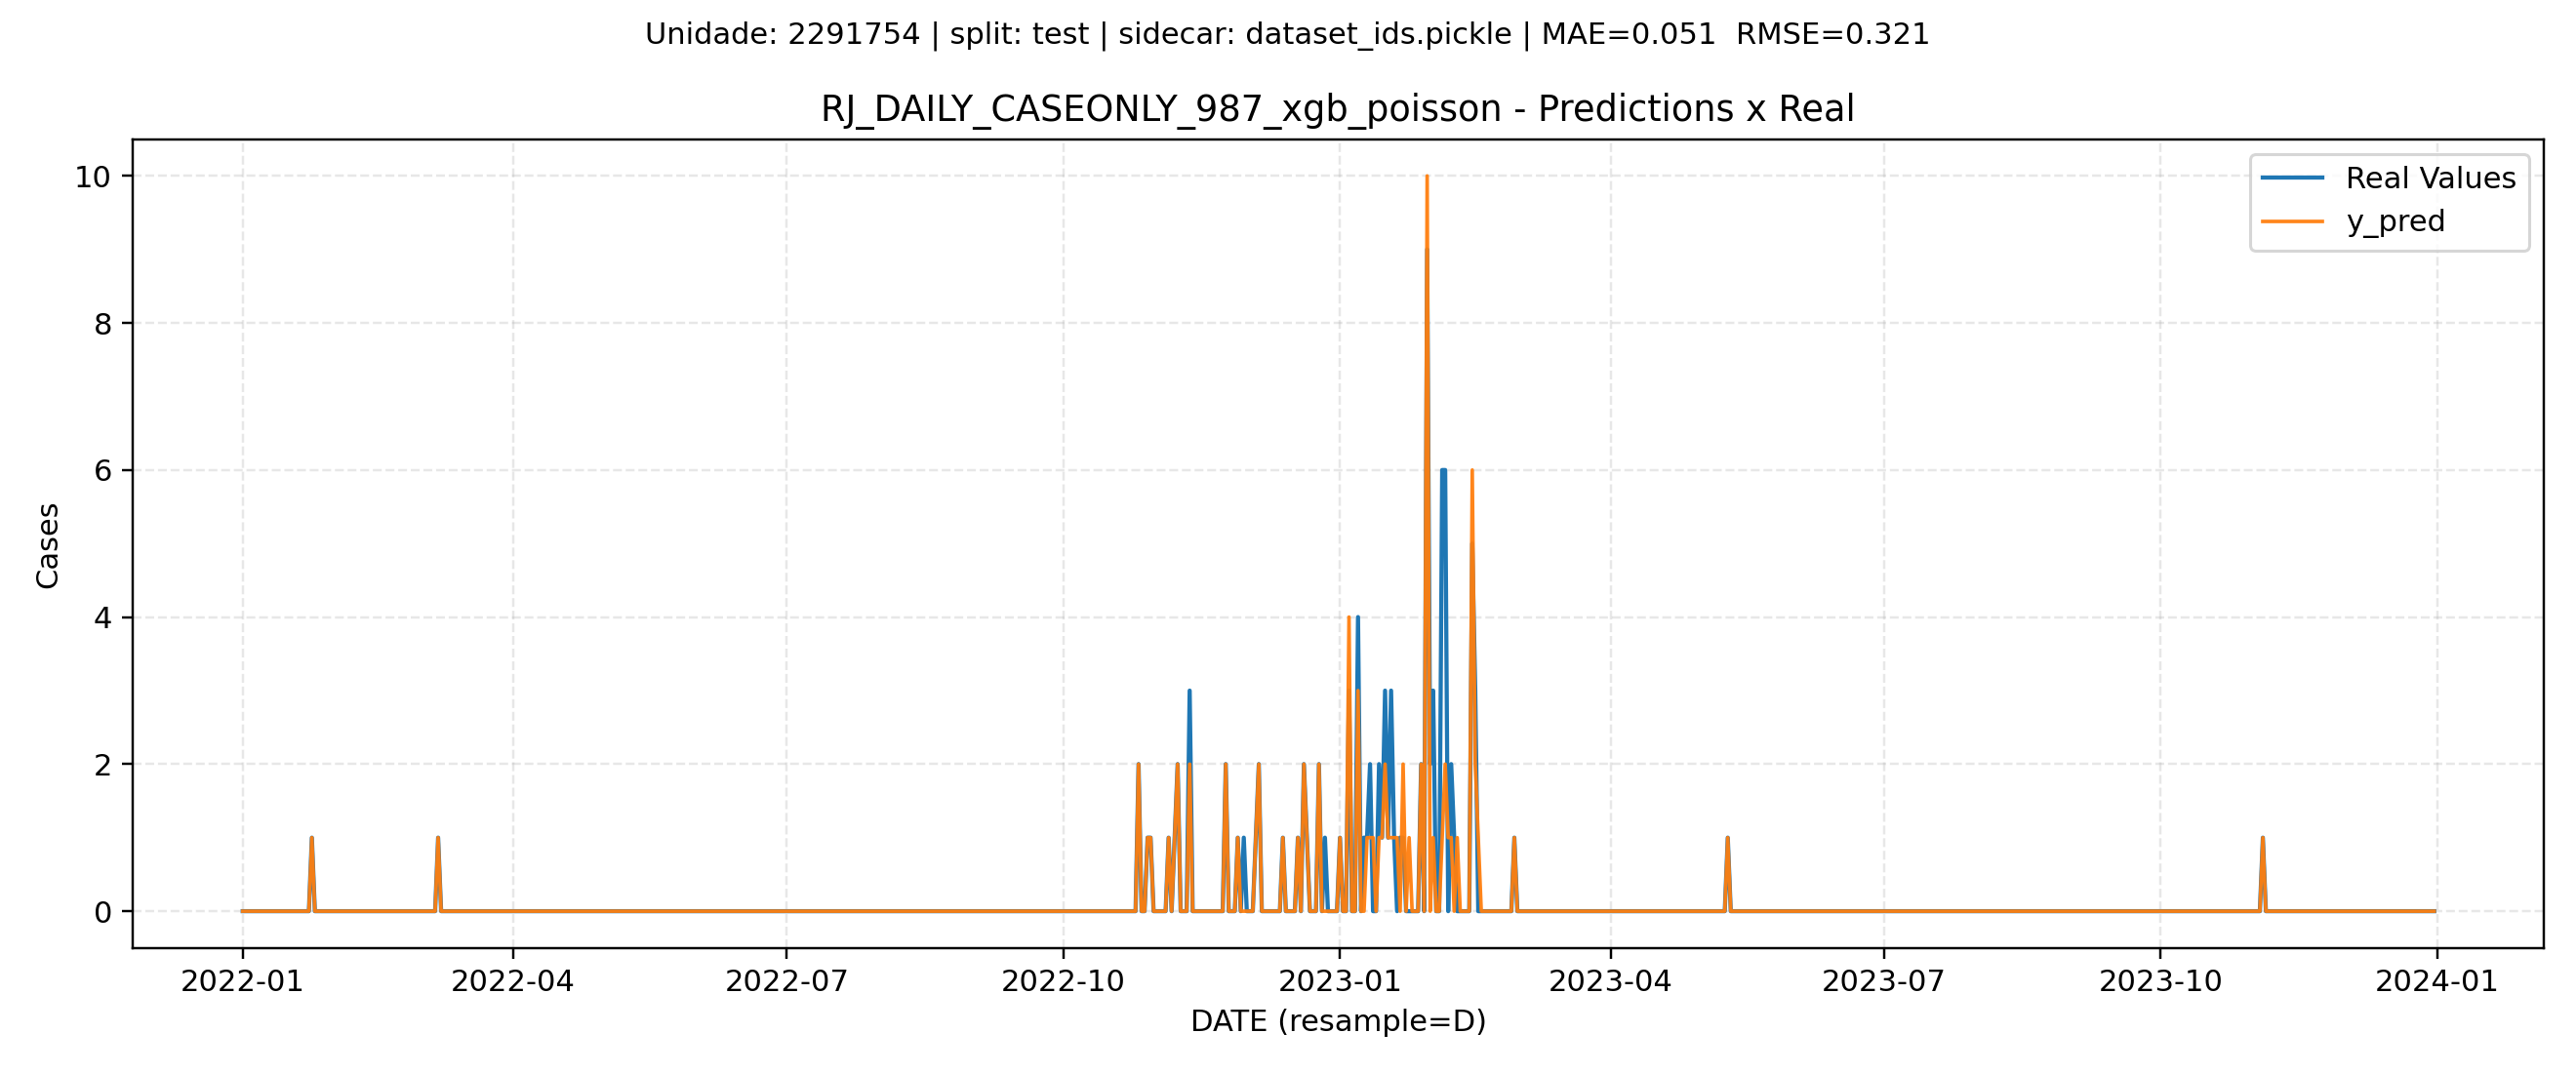 Unidade: 2291754 | split: test | sidecar: dataset_ids.pickle | MAE=0.051  RMSE=0.321
RJ_DAILY_CASEONLY_987_xgb_poisson - Predictions x Real
Real Values
y_pred
10
8
6
4
2
0
Cases
2022-01
2022-04
2022-07
2022-10
2023-01
2023-04
2023-07
2023-10
2024-01
DATE (resample=D)